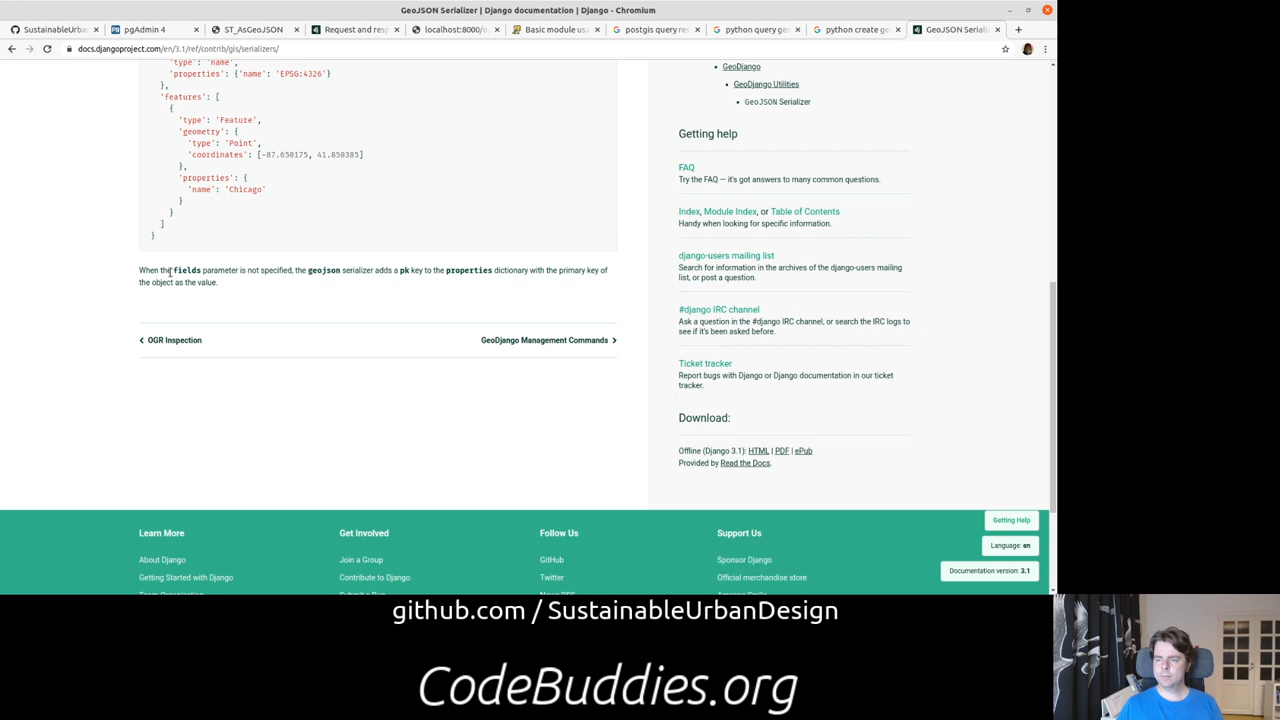 GeoJSON Serializer | Django documentation | Django - Chromium
SustainableUrba
pgAdmin 4
ST_AsGeoJSON
Request and resp
localhost:8000/o
Basic module usa
postgis query res
python query geo
python create ge
GeoJSON Seriali
docs.djangoproject.com/en/3.1/ref/contrib/gis/serializers/
'type': 'name',
'properties': {'name': 'EPSG:4326'}
},
'features': [
{
'type': 'Feature',
'geometry': {
'type': 'Point',
'coordinates': [-87.650175, 41.850385]
},
'properties': {
'name': 'Chicago'
}
}
]
}
When the fields parameter is not specified, the geojson serializer adds a pk key to the properties dictionary with the primary key of
the object as the value.
OGR Inspection
GeoDjango Management Commands
GeoDjango
GeoDjango Utilities
GeoJSON Serializer
Getting help
FAQ
Try the FAQ — it's got answers to many common questions.
Index, Module Index, or Table of Contents
Handy when looking for specific information.
django-users mailing list
Search for information in the archives of the django-users mailing
list, or post a question.
#django IRC channel
Ask a question in the #django IRC channel, or search the IRC logs to
see if it's been asked before.
Ticket tracker
Report bugs with Django or Django documentation in our ticket
tracker.
Download:
Offline (Django 3.1): HTML | PDF | ePub
Provided by Read the Docs.
Getting Help
Language: en
Documentation version: 3.1
Learn More
About Django
Getting Started with Django
Team Organization
Get Involved
Join a Group
Contribute to Django
Submit a Bug
Follow Us
GitHub
Twitter
News RSS
Support Us
Sponsor Django
Official merchandise store
Amazon Smile
github.com / SustainableUrbanDesign
CodeBuddies.org